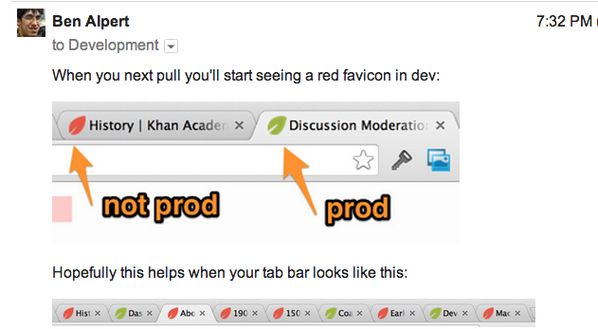 Ben Alpert
7:32 PM
to Development
When you next pull you'll start seeing a red favicon in dev:
History | Khan Acader
Discussion Moderatio
not prod
prod
Hopefully this helps when your tab bar looks like this:
Hist Das Abo 190 150 Coa Earl Dev Mac